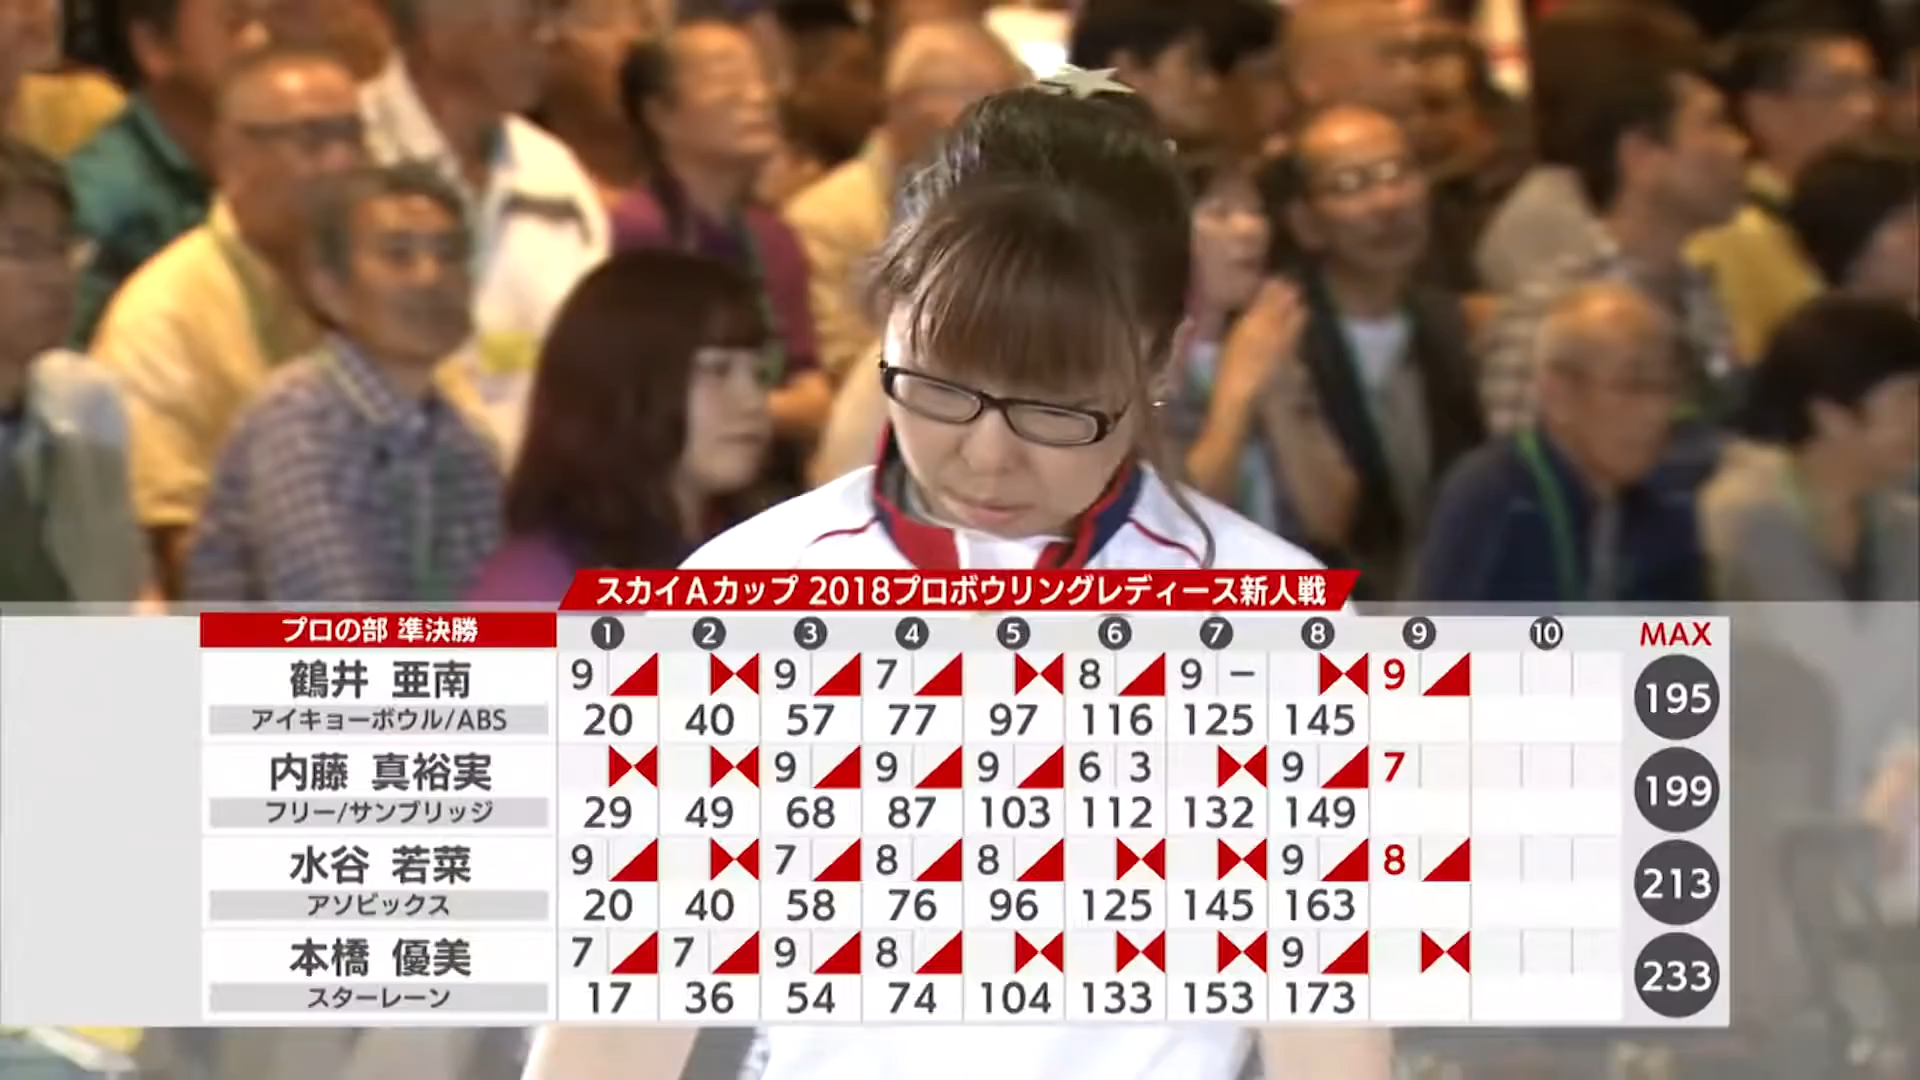 スカイAカップ 2018プロボウリングレディース新人戦
プロの部 準決勝 1 2 3 4 5 6 7 8 9 10 MAX
鶴井 亜南 9 9 7 8 9 – 9 195
アイキョーボウル/ABS 20 40 57 77 97 116 125 145
内藤 真裕実 9 9 9 6 3 9 7 199
フリー/サンブリッジ 29 49 68 87 103 112 132 149
水谷 若菜 9 7 8 8 9 8 213
アソビックス 20 40 58 76 96 125 145 163
本橋 優美 7 7 9 8 9 233
スターレーン 17 36 54 74 104 133 153 173